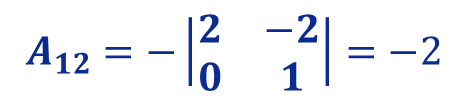 A₁₂ = − |2 −2| = −2
|0 1|